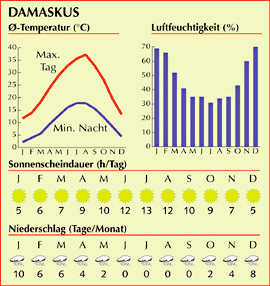 DAMASKUS
Ø-Temperatur (°C)
40
35
30
25
20
15
10
5
0
Max.
Tag
Min. Nacht
J F M A M J J A S O N D
Luftfeuchtigkeit (%)
70
60
50
40
30
20
10
0
J F M A M J J A S O N D
Sonnenscheindauer (h/Tag)
J F M A M J J A S O N D
5 6 7 9 10 12 13 12 10 9 7 5
Niederschlag (Tage/Monat)
J F M A M J J A S O N D
10 6 6 4 2 0 0 0 0 2 4 8